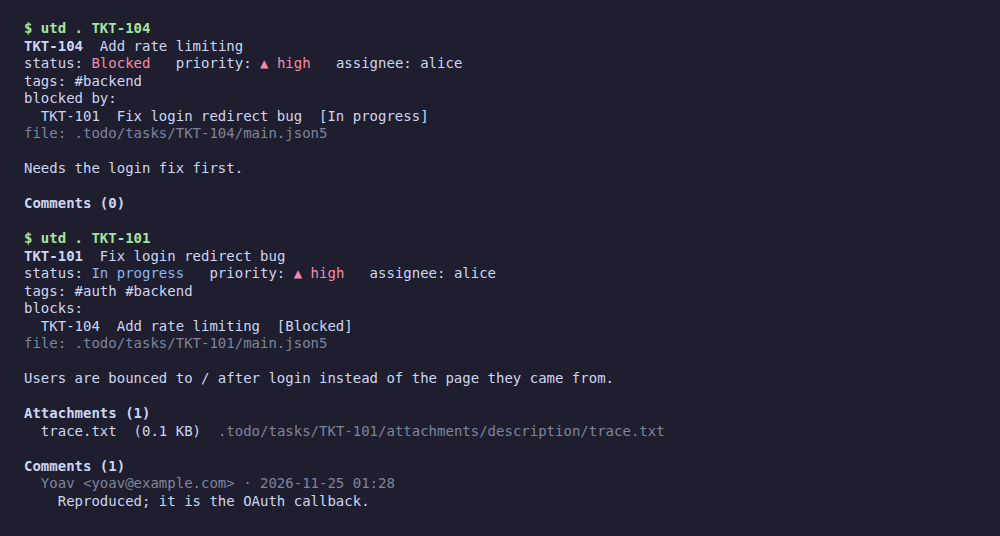 $ utd . TKT-104
TKT-104  Add rate limiting
status: Blocked   priority: ▲ high   assignee: alice
tags: #backend
blocked by:
  TKT-101  Fix login redirect bug  [In progress]
file: .todo/tasks/TKT-104/main.json5

Needs the login fix first.

Comments (0)

$ utd . TKT-101
TKT-101  Fix login redirect bug
status: In progress   priority: ▲ high   assignee: alice
tags: #auth #backend
blocks:
  TKT-104  Add rate limiting  [Blocked]
file: .todo/tasks/TKT-101/main.json5

Users are bounced to / after login instead of the page they came from.

Attachments (1)
  trace.txt  (0.1 KB)  .todo/tasks/TKT-101/attachments/description/trace.txt

Comments (1)
  Yoav <yoav@example.com> · 2026-11-25 01:28
    Reproduced; it is the OAuth callback.